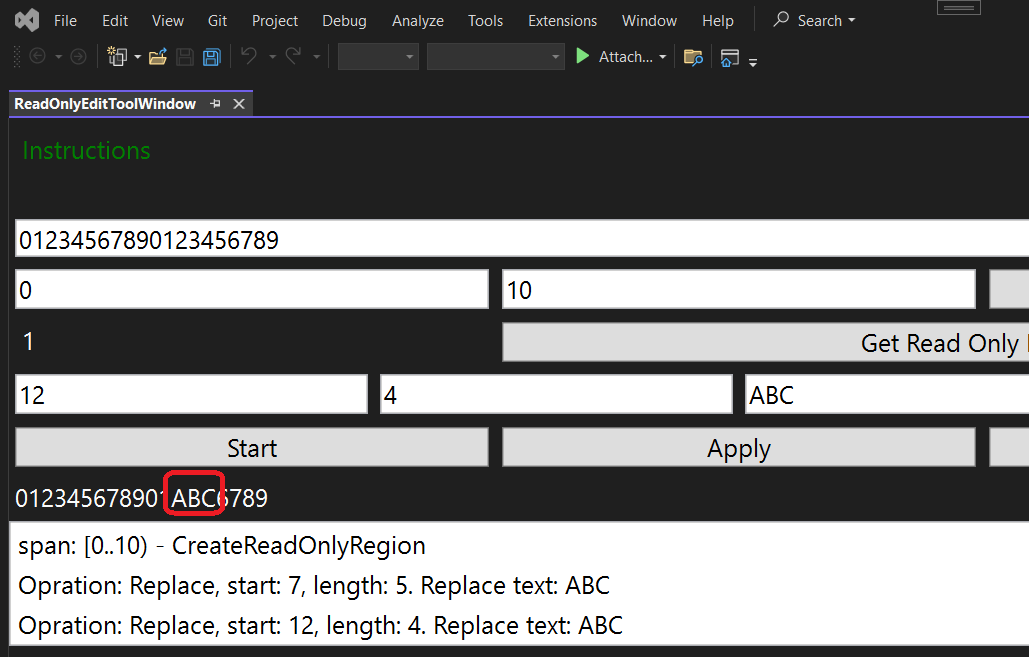 File Edit View Git Project Debug Analyze Tools Extensions Window Help Search
Attach...
ReadOnlyEditToolWindow
Instructions
01234567890123456789
0 10
1 Get Read Only
12 4 ABC
Start Apply
012345678901ABC6789
span: [0..10) - CreateReadOnlyRegion
Opration: Replace, start: 7, length: 5. Replace text: ABC
Opration: Replace, start: 12, length: 4. Replace text: ABC